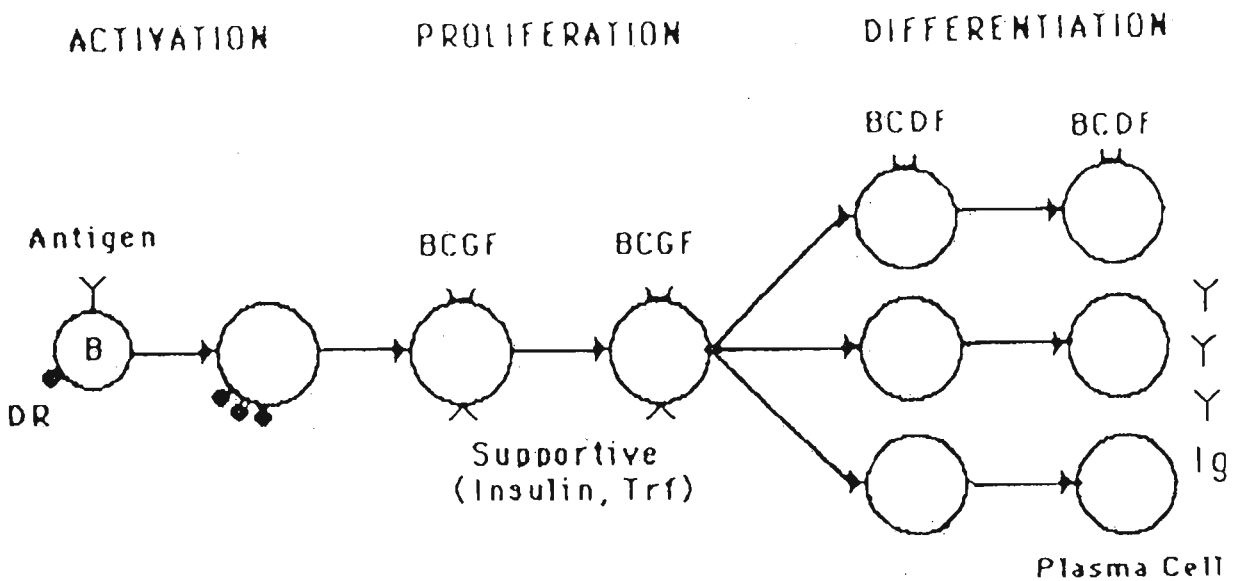 ACTIVATION PROLIFERATION DIFFERENTIATION
BCDF BCDF
Antigen BCGF BCGF
B
DR
Supportive
(Insulin, Trf)
Ig
Plasma Cell